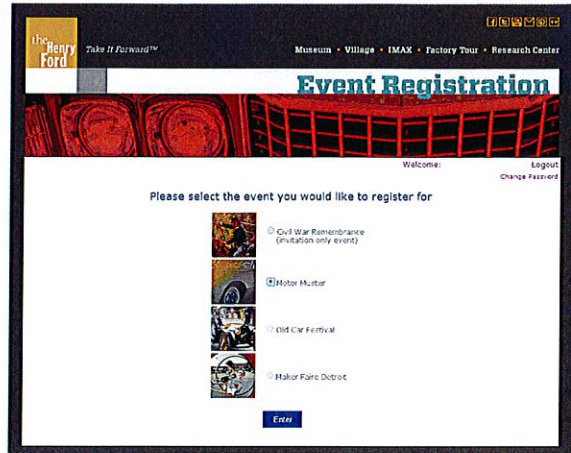 the
Henry
Ford
Take It Forward™
Museum • Village • IMAX • Factory Tour • Research Center
Event Registration
Welcome:
Logout
Change Password
Please select the event you would like to register for
Civil War Remembrance
(invitation only event)
Motor Muster
Old Car Festival
Maker Faire Detroit
Enter